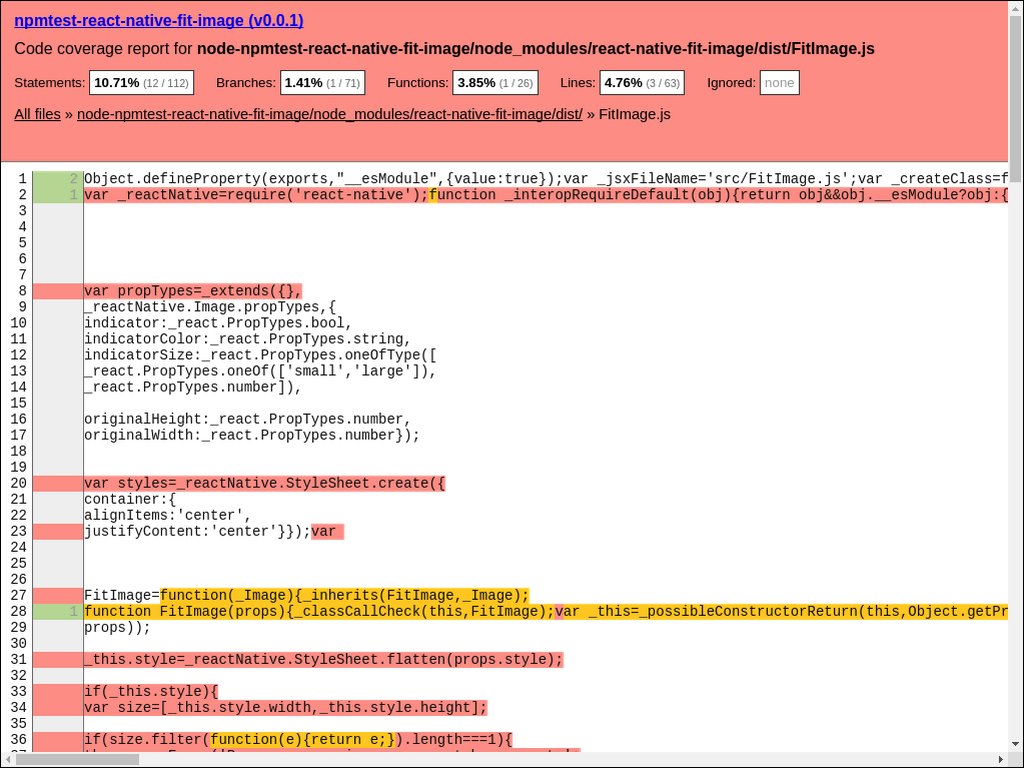 npmtest-react-native-fit-image (v0.0.1)
Code coverage report for node-npmtest-react-native-fit-image/node_modules/react-native-fit-image/dist/FitImage.js
Statements: 10.71% (12 / 112) Branches: 1.41% (1 / 71) Functions: 3.85% (1 / 26) Lines: 4.76% (3 / 63) Ignored: none
All files » node-npmtest-react-native-fit-image/node_modules/react-native-fit-image/dist/ » FitImage.js
1 2 Object.defineProperty(exports,"__esModule",{value:true});var _jsxFileName='src/FitImage.js';var _createClass=f
2 1 var _reactNative=require('react-native');function _interopRequireDefault(obj){return obj&&obj.__esModule?obj:{
3
4
5
6
7
8 var propTypes=_extends({},
9 _reactNative.Image.propTypes,{
10 indicator:_react.PropTypes.bool,
11 indicatorColor:_react.PropTypes.string,
12 indicatorSize:_react.PropTypes.oneOfType([
13 _react.PropTypes.oneOf(['small','large']),
14 _react.PropTypes.number]),
15
16 originalHeight:_react.PropTypes.number,
17 originalWidth:_react.PropTypes.number});
18
19
20 var styles=_reactNative.StyleSheet.create({
21 container:{
22 alignItems:'center',
23 justifyContent:'center'}});var
24
25
26
27 FitImage=function(_Image){_inherits(FitImage,_Image);
28 1 function FitImage(props){_classCallCheck(this,FitImage);var _this=_possibleConstructorReturn(this,Object.getPr
29 props));
30
31 _this.style=_reactNative.StyleSheet.flatten(props.style);
32
33 if(_this.style){
34 var size=[_this.style.width,_this.style.height];
35
36 if(size.filter(function(e){return e;}).length===1){